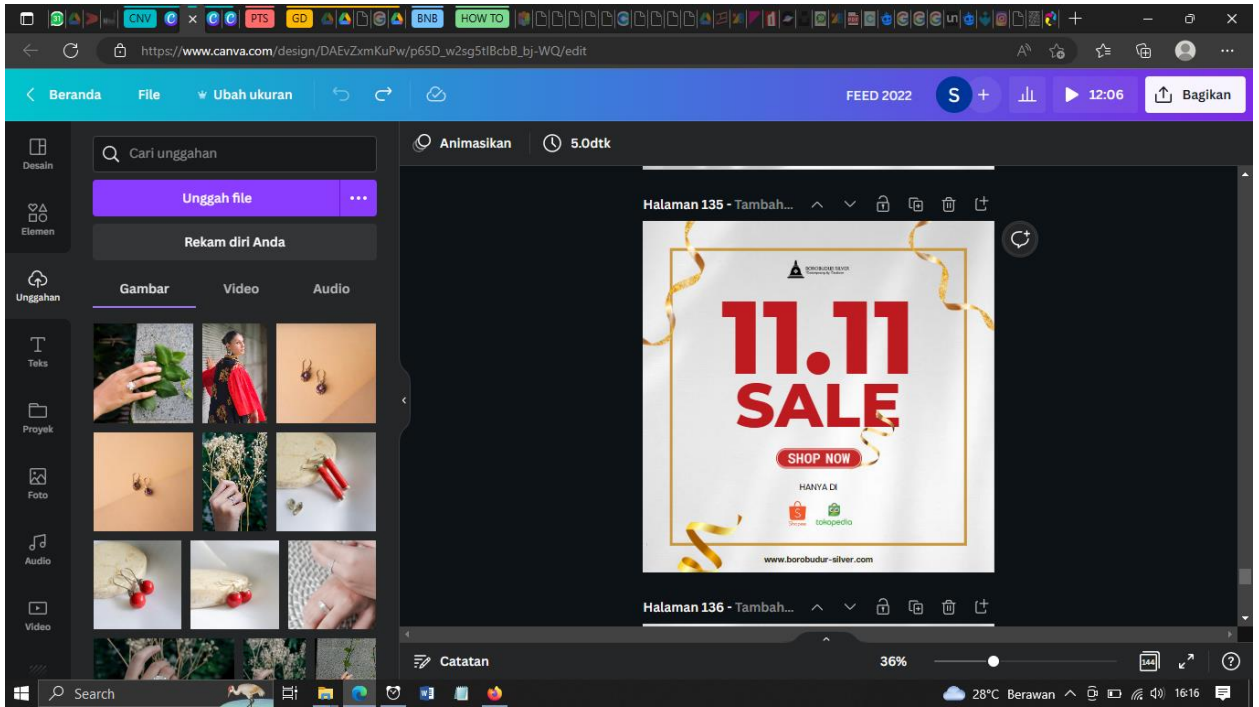 CNV
PTS
GD
BNB
HOW TO
https://www.canva.com/design/DAEvZxmKuPw/p65D_w2sg5tIBcbB_bj-WQ/edit
Beranda
File
Ubah ukuran
FEED 2022
S
12:06
Bagikan
Desain
Elemen
Unggahan
Teks
Proyek
Foto
Audio
Video
Cari unggahan
Unggah file
Rekam diri Anda
Gambar
Video
Audio
Animasikan
5.0dtk
Halaman 135 - Tambah...
BOROBUDUR SILVER
11.11
SALE
SHOP NOW
HANYA DI
Shopee
tokopedia
www.borobudur-silver.com
Halaman 136 - Tambah...
Catatan
36%
144
Search
28°C Berawan
16:16